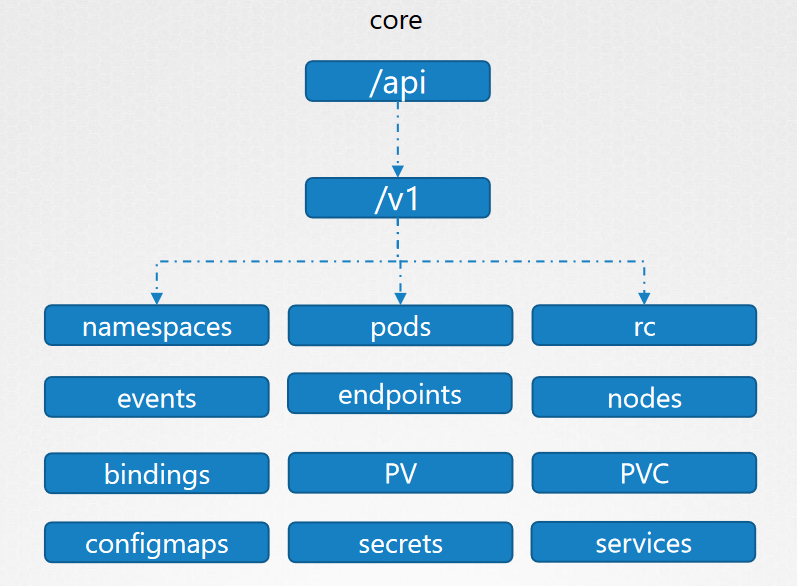 core
/api
/v1
namespaces
pods
rc
events
endpoints
nodes
bindings
PV
PVC
configmaps
secrets
services